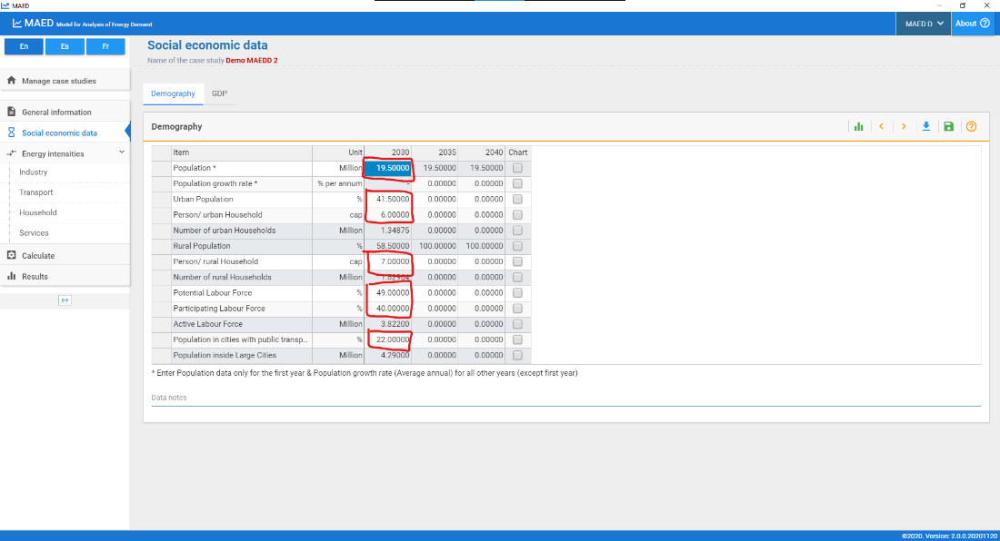 MAED
MAED Model for Analysis of Energy Demand
MAED D
About
En Es Fr
Social economic data
Name of the case study Demo MAEDD 2
Manage case studies
General information
Social economic data
Energy intensities
Industry
Transport
Household
Services
Calculate
Results
Demography GDP
Demography
Item Unit 2030 2035 2040 Chart
Population * Million 19.50000 19.50000 19.50000
Population growth rate * % per annum - 0.00000 0.00000
Urban Population % 41.50000 0.00000 0.00000
Person/ urban Household cap 6.00000 0.00000 0.00000
Number of urban Households Million 1.34875 0.00000 0.00000
Rural Population % 58.50000 100.00000 100.00000
Person/ rural Household cap 7.00000 0.00000 0.00000
Number of rural Households Million 1.62964 0.00000 0.00000
Potential Labour Force % 49.00000 0.00000 0.00000
Participating Labour Force % 40.00000 0.00000 0.00000
Active Labour Force Million 3.82200 0.00000 0.00000
Population in cities with public transp... % 22.00000 0.00000 0.00000
Population inside Large Cities Million 4.29000 0.00000 0.00000
* Enter Population data only for the first year & Population growth rate (Average annual) for all other years (except first year)
Data notes
©2020. Version: 2.0.0.20201120